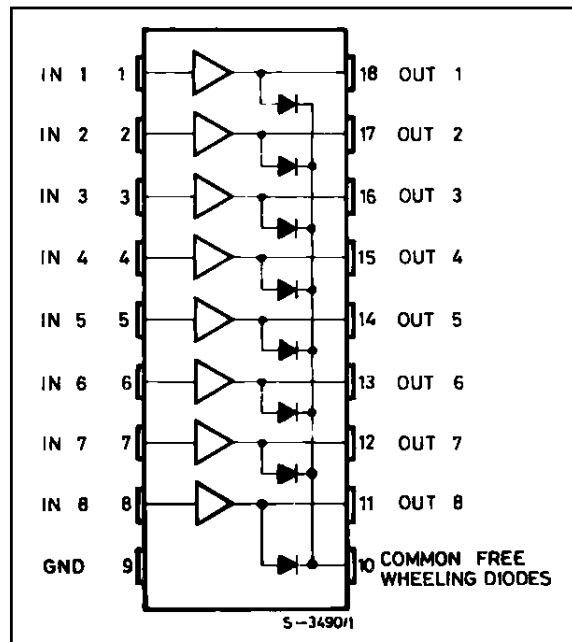 IN 1 1 18 OUT 1
IN 2 2 17 OUT 2
IN 3 3 16 OUT 3
IN 4 4 15 OUT 4
IN 5 5 14 OUT 5
IN 6 6 13 OUT 6
IN 7 7 12 OUT 7
IN 8 8 11 OUT 8
GND 9 10 COMMON FREE
WHEELING DIODES
S-3490/1